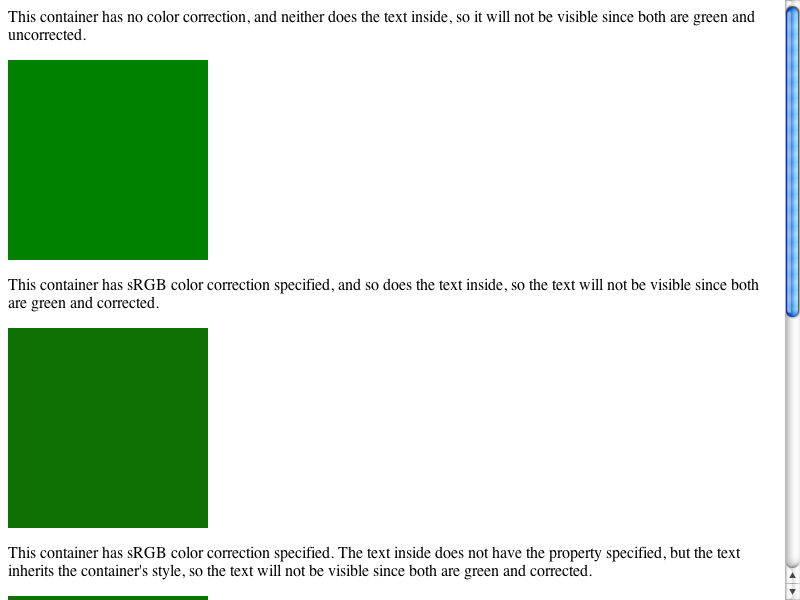 This container has no color correction, and neither does the text inside, so it will not be visible since both are green and
uncorrected.
This container has sRGB color correction specified, and so does the text inside, so the text will not be visible since both
are green and corrected.
This container has sRGB color correction specified. The text inside does not have the property specified, but the text
inherits the container's style, so the text will not be visible since both are green and corrected.